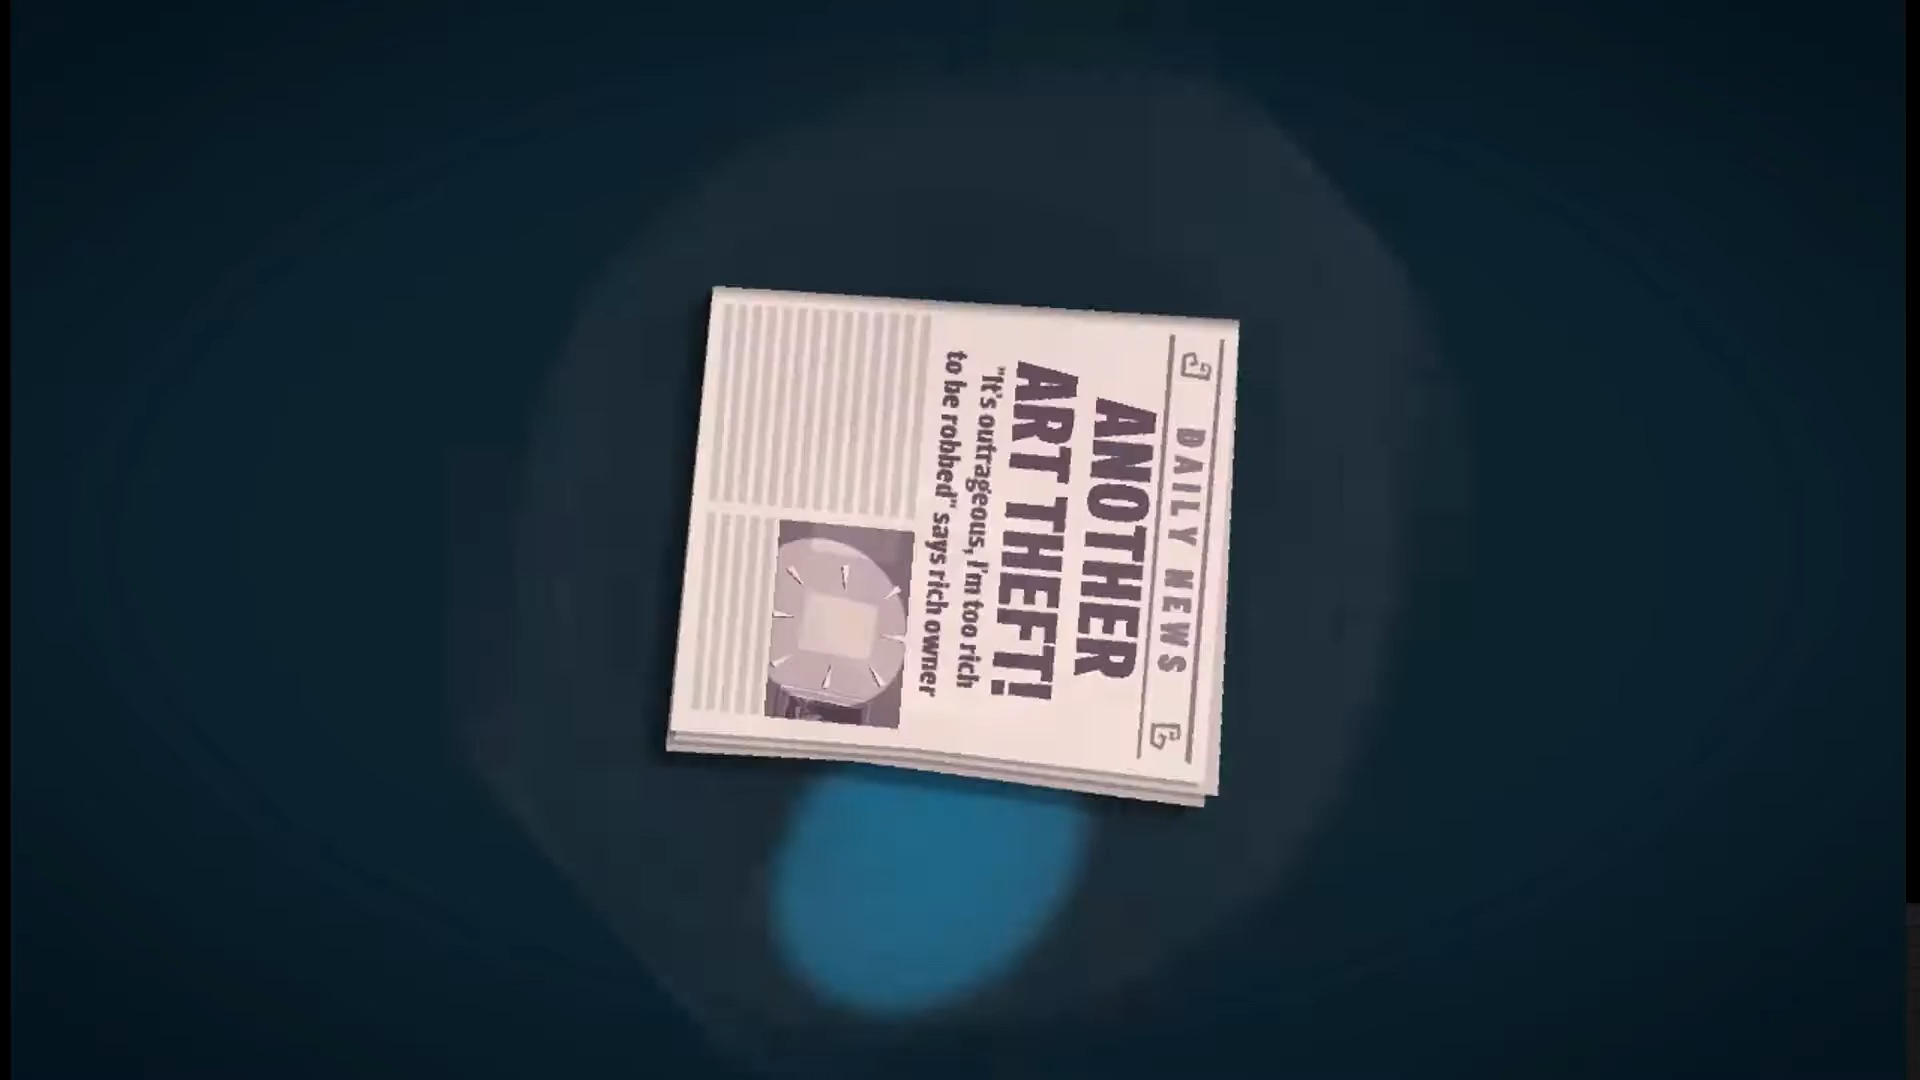 DAILY NEWS
ANOTHER
ART THEFT!
"It's outrageous, I'm too rich
to be robbed" says rich owner